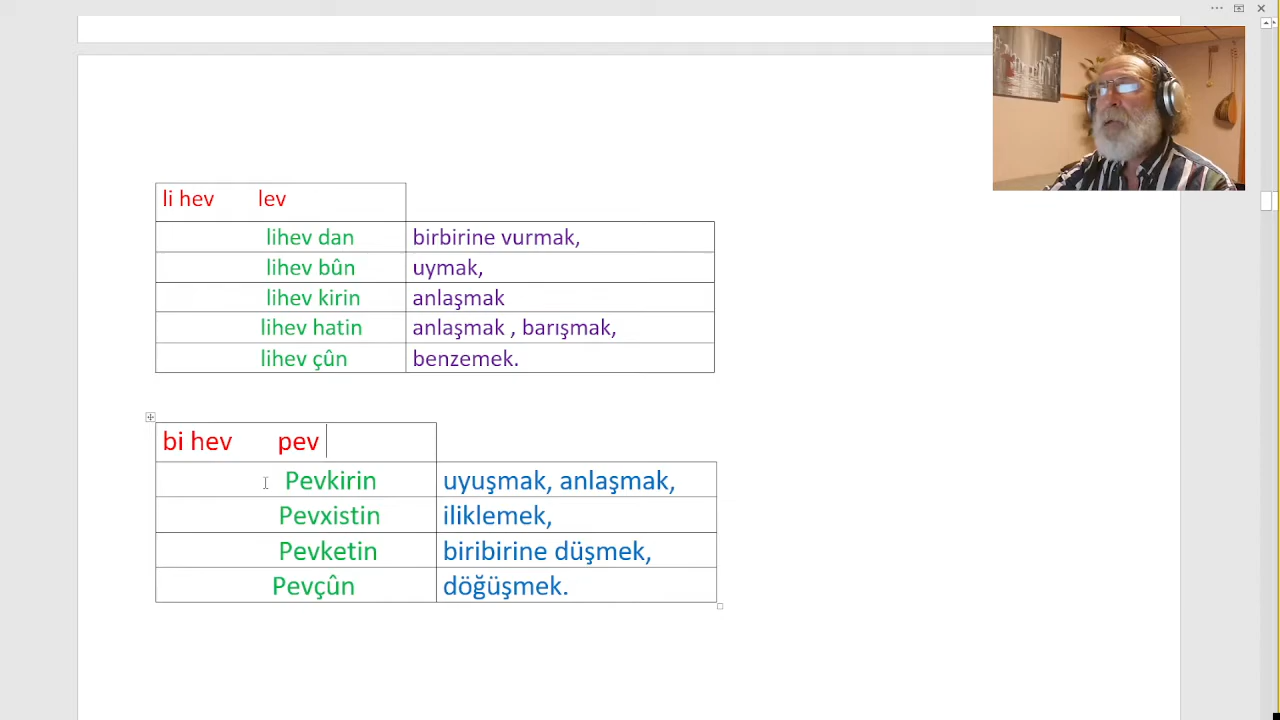 li hev lev
lihev dan birbirine vurmak,
lihev bûn uymak,
lihev kirin anlaşmak
lihev hatin anlaşmak , barışmak,
lihev çûn benzemek.
bi hev pev
Pevkirin uyuşmak, anlaşmak,
Pevxistin iliklemek,
Pevketin biribirine düşmek,
Pevçûn döğüşmek.